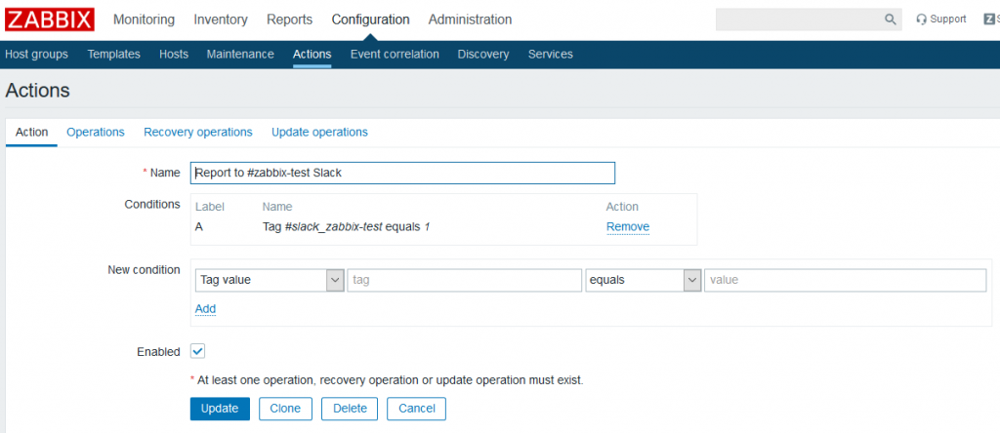 ZABBIX Monitoring Inventory Reports Configuration Administration Support Z
Host groups Templates Hosts Maintenance Actions Event correlation Discovery Services
Actions
Action Operations Recovery operations Update operations
* Name Report to #zabbix-test Slack
Conditions Label Name Action
A Tag #slack_zabbix-test equals 1 Remove
New condition Tag value tag equals value
Add
Enabled
* At least one operation, recovery operation or update operation must exist.
Update Clone Delete Cancel